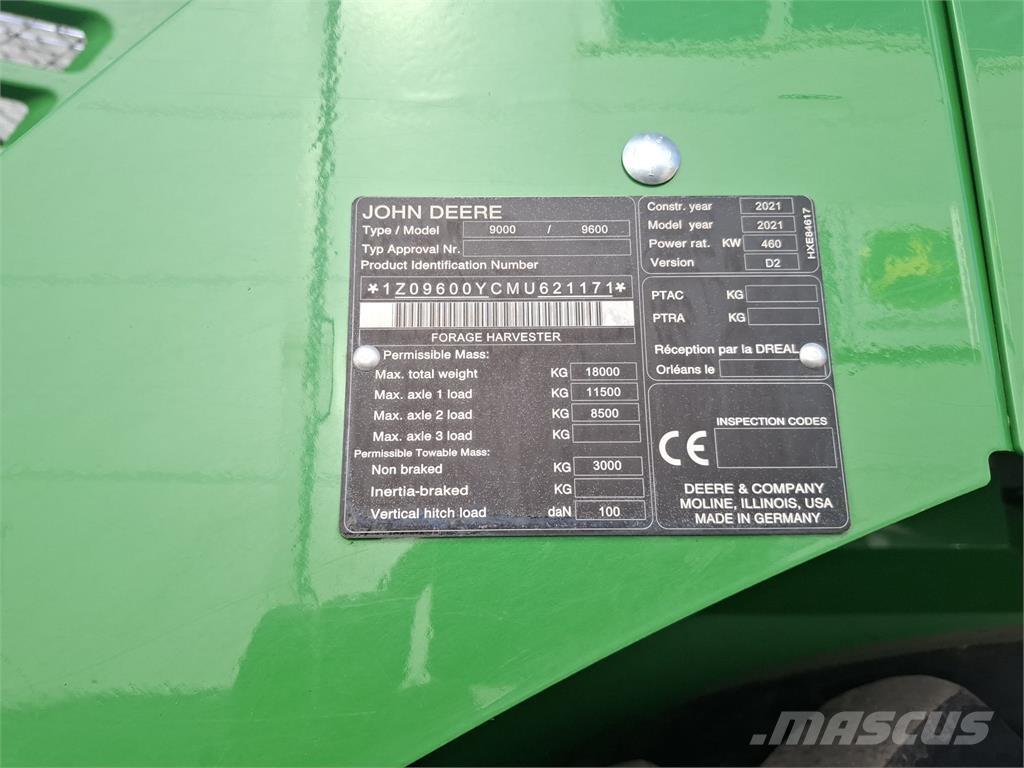 JOHN DEERE
Type / Model 9000 / 9600
Typ Approval Nr.
Product Identification Number
*1Z09600YCMU621171*
FORAGE HARVESTER
Permissible Mass:
Max. total weight KG 18000
Max. axle 1 load KG 11500
Max. axle 2 load KG 8500
Max. axle 3 load KG
Permissible Towable Mass:
Non braked KG 3000
Inertia-braked KG
Vertical hitch load daN 100
Constr. year 2021
Model year 2021
Power rat. KW 460
Version D2
HXE84617
PTAC KG
PTRA KG
Réception par la DREAL
Orléans le
INSPECTION CODES
CE
DEERE & COMPANY
MOLINE, ILLINOIS, USA
MADE IN GERMANY
MASCUS